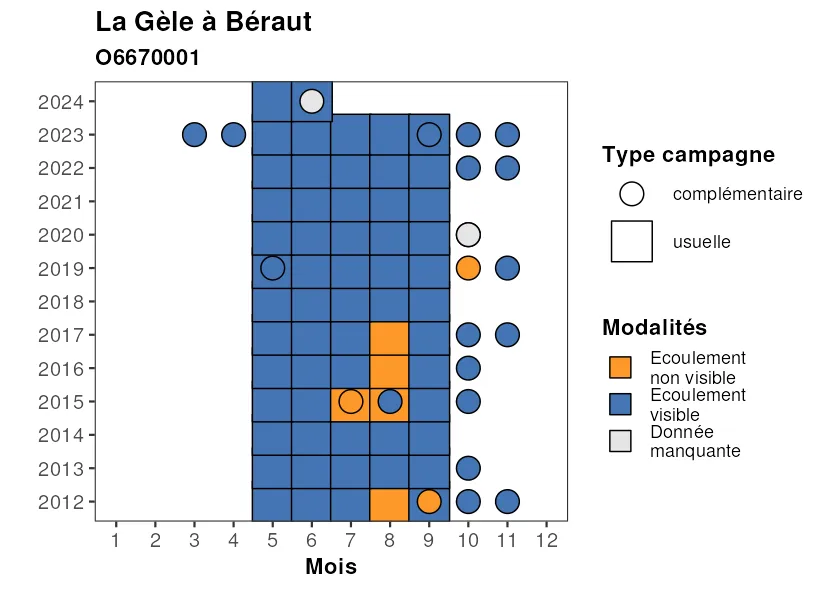 La Gèle à Béraut
O6670001
2024
2023
2022
2021
2020
2019
2018
2017
2016
2015
2014
2013
2012
1 2 3 4 5 6 7 8 9 10 11 12
Mois
Type campagne
complémentaire
usuelle
Modalités
Ecoulement
non visible
Ecoulement
visible
Donnée
manquante